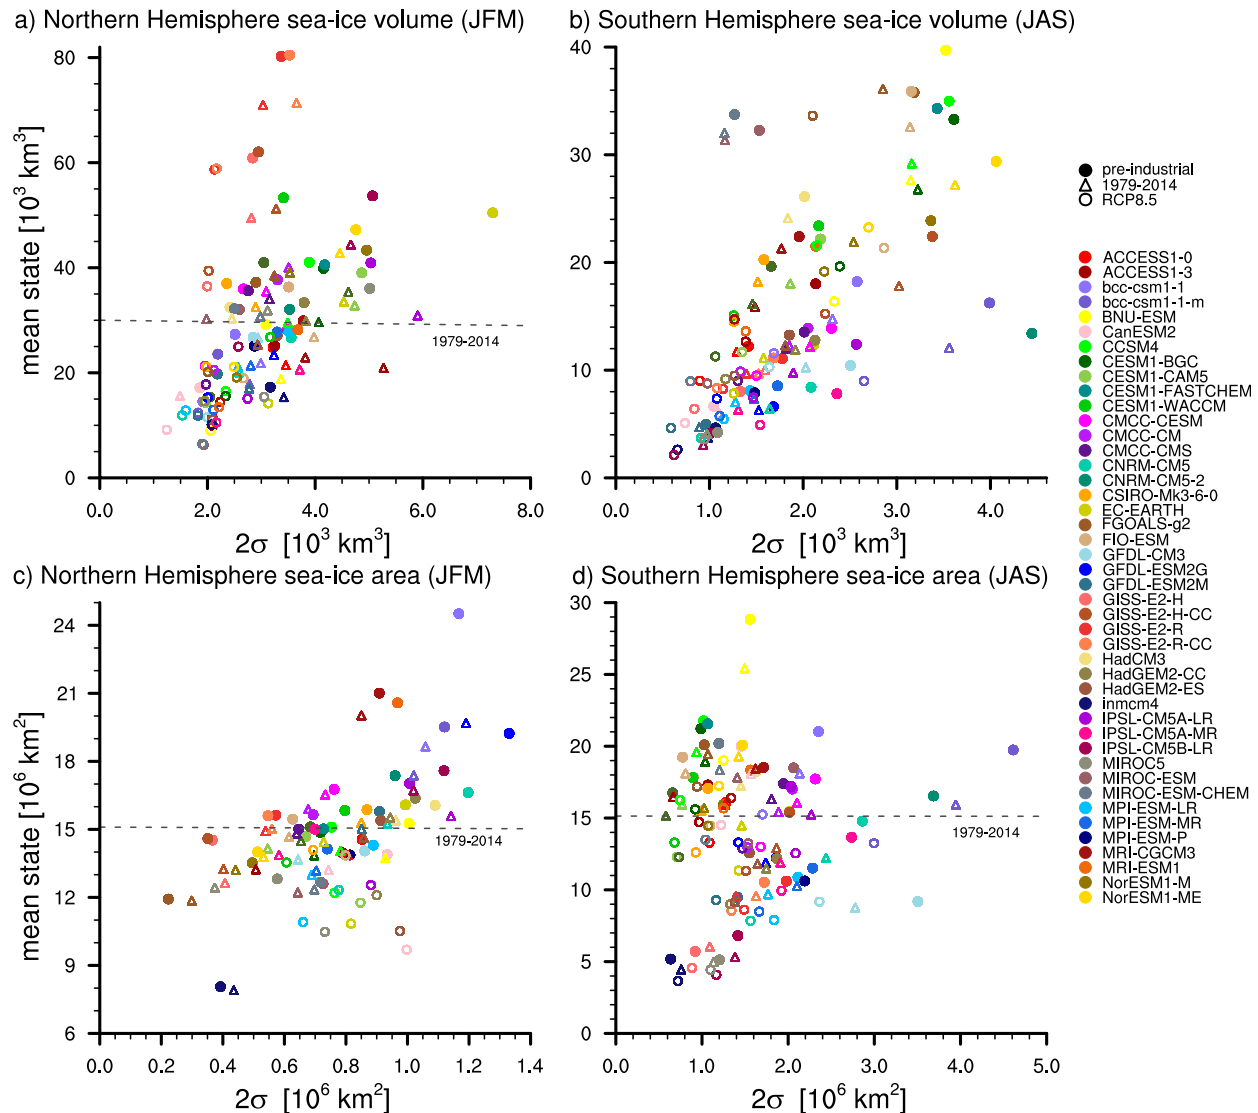 a) Northern Hemisphere sea-ice volume (JFM)
80
60
40
20
0
mean state [10³ km³]
1979-2014
0.0 2.0 4.0 6.0 8.0
2σ [10³ km³]
b) Southern Hemisphere sea-ice volume (JAS)
40
30
20
10
0
mean state [10³ km³]
0.0 1.0 2.0 3.0 4.0
2σ [10³ km³]
c) Northern Hemisphere sea-ice area (JFM)
24
21
18
15
12
9
6
mean state [10⁶ km²]
1979-2014
0.0 0.2 0.4 0.6 0.8 1.0 1.2 1.4
2σ [10⁶ km²]
d) Southern Hemisphere sea-ice area (JAS)
30
25
20
15
10
5
0
1979-2014
0.0 1.0 2.0 3.0 4.0 5.0
2σ [10⁶ km²]
pre-industrial
1979-2014
RCP8.5
ACCESS1-0
ACCESS1-3
bcc-csm1-1
bcc-csm1-1-m
BNU-ESM
CanESM2
CCSM4
CESM1-BGC
CESM1-CAM5
CESM1-FASTCHEM
CESM1-WACCM
CMCC-CESM
CMCC-CM
CMCC-CMS
CNRM-CM5
CNRM-CM5-2
CSIRO-Mk3-6-0
EC-EARTH
FGOALS-g2
FIO-ESM
GFDL-CM3
GFDL-ESM2G
GFDL-ESM2M
GISS-E2-H
GISS-E2-H-CC
GISS-E2-R
GISS-E2-R-CC
HadCM3
HadGEM2-CC
HadGEM2-ES
inmcm4
IPSL-CM5A-LR
IPSL-CM5A-MR
IPSL-CM5B-LR
MIROC5
MIROC-ESM
MIROC-ESM-CHEM
MPI-ESM-LR
MPI-ESM-MR
MPI-ESM-P
MRI-CGCM3
MRI-ESM1
NorESM1-M
NorESM1-ME